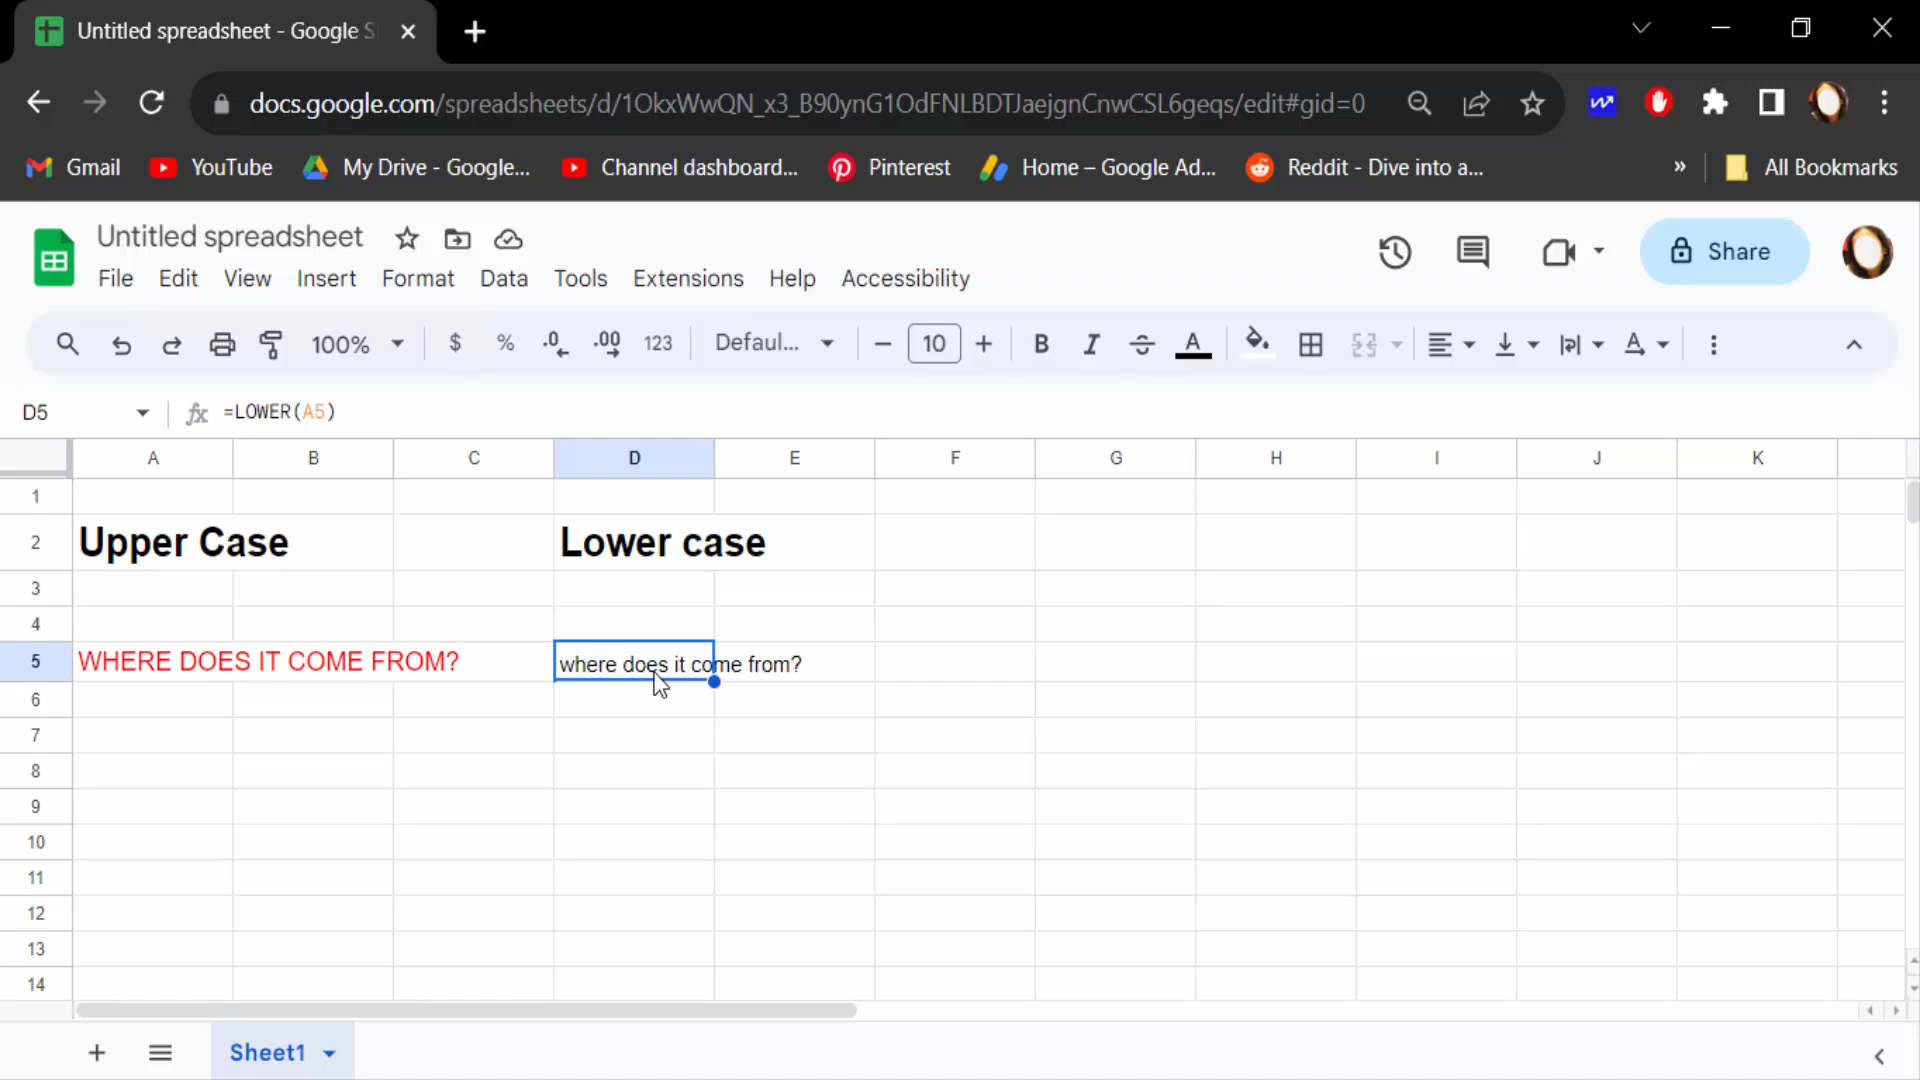 Untitled spreadsheet - Google S
docs.google.com/spreadsheets/d/1OkxWwQN_x3_B90ynG1OdFNLBDTJaejgnCnwCSL6geqs/edit#gid=0
Gmail YouTube My Drive - Google... Channel dashboard... Pinterest Home – Google Ad... Reddit - Dive into a... » All Bookmarks
Untitled spreadsheet
Share
File Edit View Insert Format Data Tools Extensions Help Accessibility
100% $ % .0 .00 123 Defaul... 10 B I A A
D5 fx =LOWER(A5)
A B C D E F G H I J K
1
2 Upper Case Lower case
3
4
5 WHERE DOES IT COME FROM? where does it come from?
6
7
8
9
10
11
12
13
14
Sheet1